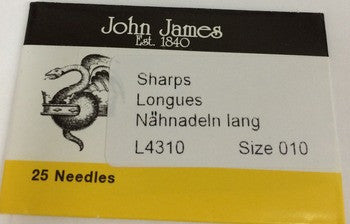 John James
Est. 1840
Sharps
Longues
Nähnadeln lang
L4310 Size 010
25 Needles